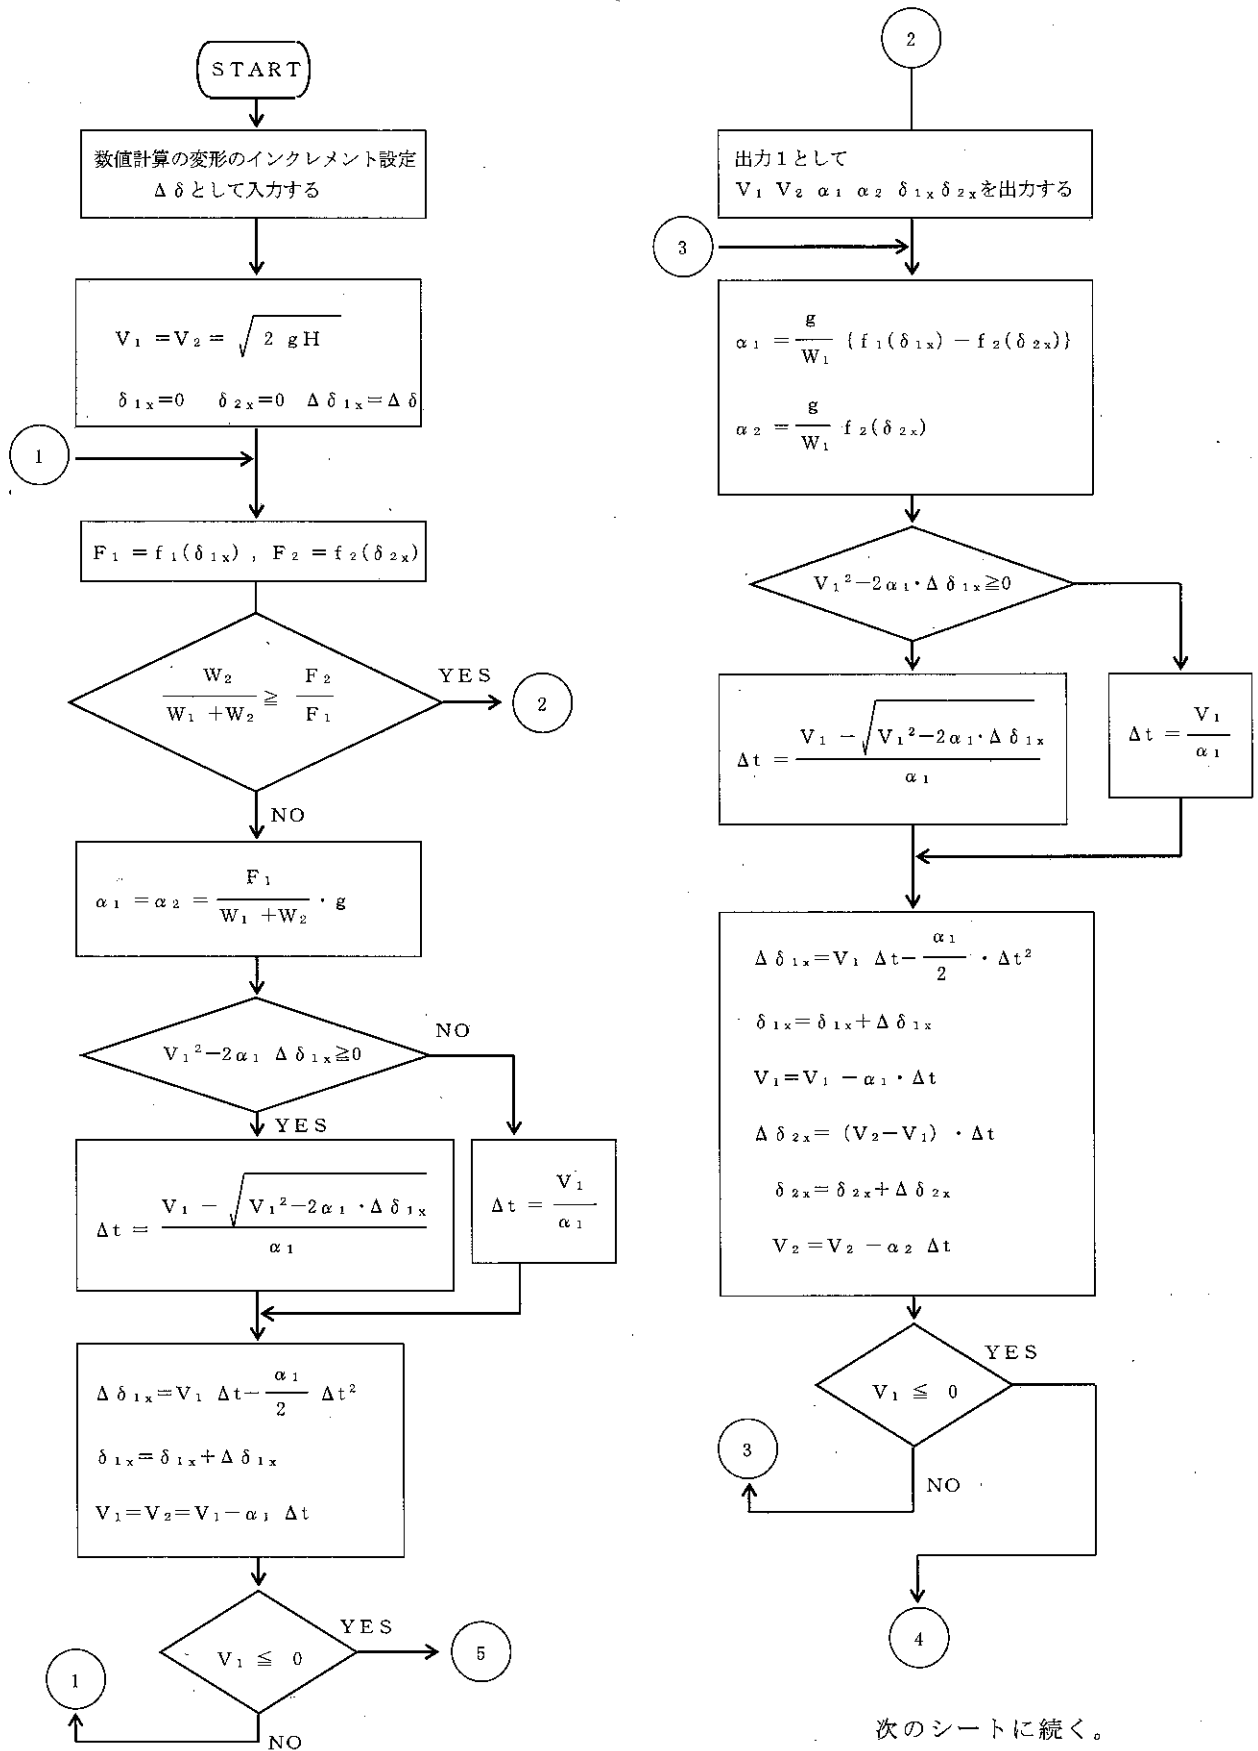 START
数値計算の変形のインクレメント設定
Δδとして入力する
V₁ =V₂ = √2 gH
δ₁ₓ=0 δ₂ₓ=0 Δδ₁ₓ=Δδ
1
F₁ = f₁(δ₁ₓ) , F₂ = f₂(δ₂ₓ)
W₂/(W₁ +W₂) ≧ F₂/F₁
YES
2
NO
α₁ =α₂ = F₁/(W₁ +W₂) · g
V₁²−2α₁ Δδ₁ₓ≧0
NO
YES
Δt = (V₁ − √(V₁²−2α₁ ·Δδ₁ₓ))/α₁
Δt = V₁/α₁
Δδ₁ₓ=V₁ Δt−α₁/2 Δt²
δ₁ₓ=δ₁ₓ+Δδ₁ₓ
V₁=V₂=V₁−α₁ Δt
V₁ ≦ 0
YES
5
1
NO
2
出力1として
V₁ V₂ α₁ α₂ δ₁ₓ δ₂ₓを出力する
3
α₁ = g/W₁ {f₁(δ₁ₓ)−f₂(δ₂ₓ)}
α₂ = g/W₁ f₂(δ₂ₓ)
V₁²−2α₁·Δδ₁ₓ≧0
Δt = (V₁ − √(V₁²−2α₁·Δδ₁ₓ))/α₁
Δt = V₁/α₁
Δδ₁ₓ=V₁ Δt−α₁/2 ·Δt²
δ₁ₓ=δ₁ₓ+Δδ₁ₓ
V₁=V₁ −α₁·Δt
Δδ₂ₓ= (V₂−V₁) ·Δt
δ₂ₓ=δ₂ₓ+Δδ₂ₓ
V₂ =V₂ −α₂ Δt
YES
V₁ ≦ 0
3
NO
4
次のシートに続く。